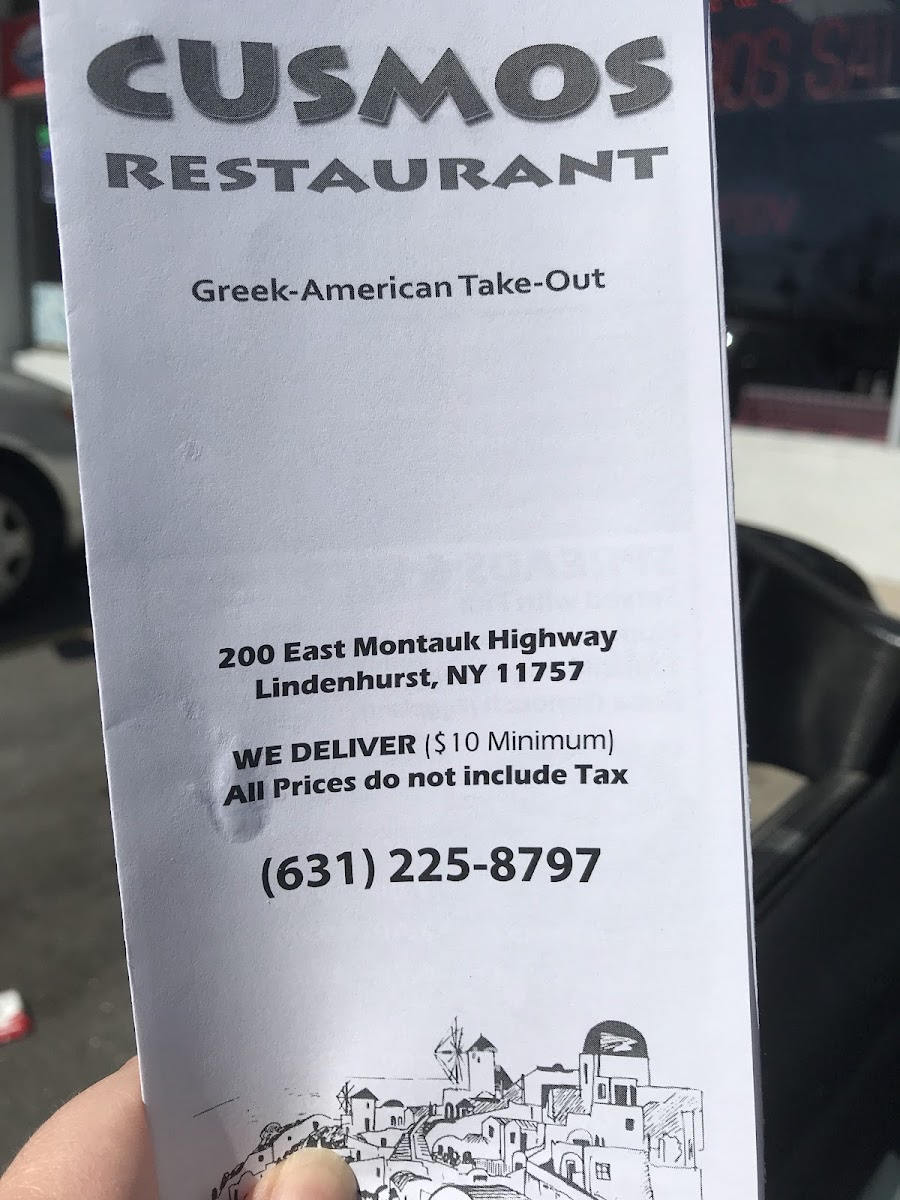 CUSMOS
RESTAURANT
Greek-American Take-Out
200 East Montauk Highway
Lindenhurst, NY 11757
WE DELIVER ($10 Minimum)
All Prices do not include Tax
(631) 225-8797